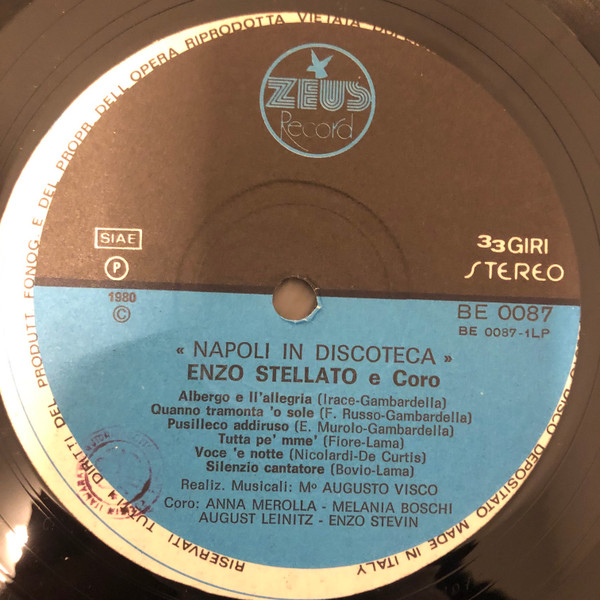 RISERVATI TUTTI I DIRITTI DEL PRODUTT. FONOG. E DEL PROPR. DELL'OPERA RIPRODOTTA VIETATA
DISCO DEPOSITATO MADE IN ITALY
ZEUS
Record
SIAE
P
1980
©
33 GIRI
STEREO
BE 0087
BE 0087-1LP
« NAPOLI IN DISCOTECA »
ENZO STELLATO e Coro
Albergo e ll'allegria (Irace-Gambardella)
Quanno tramonta 'o sole (F. Russo-Gambardella)
Pusilleco addiruso (E. Murolo-Gambardella)
Tutta pe' mme' (Fiore-Lama)
Voce 'e notte (Nicolardi-De Curtis)
Silenzio cantatore (Bovio-Lama)
Realiz. Musicali: Mº AUGUSTO VISCO
Coro: ANNA MEROLLA - MELANIA BOSCHI
AUGUST LEINITZ - ENZO STEVIN